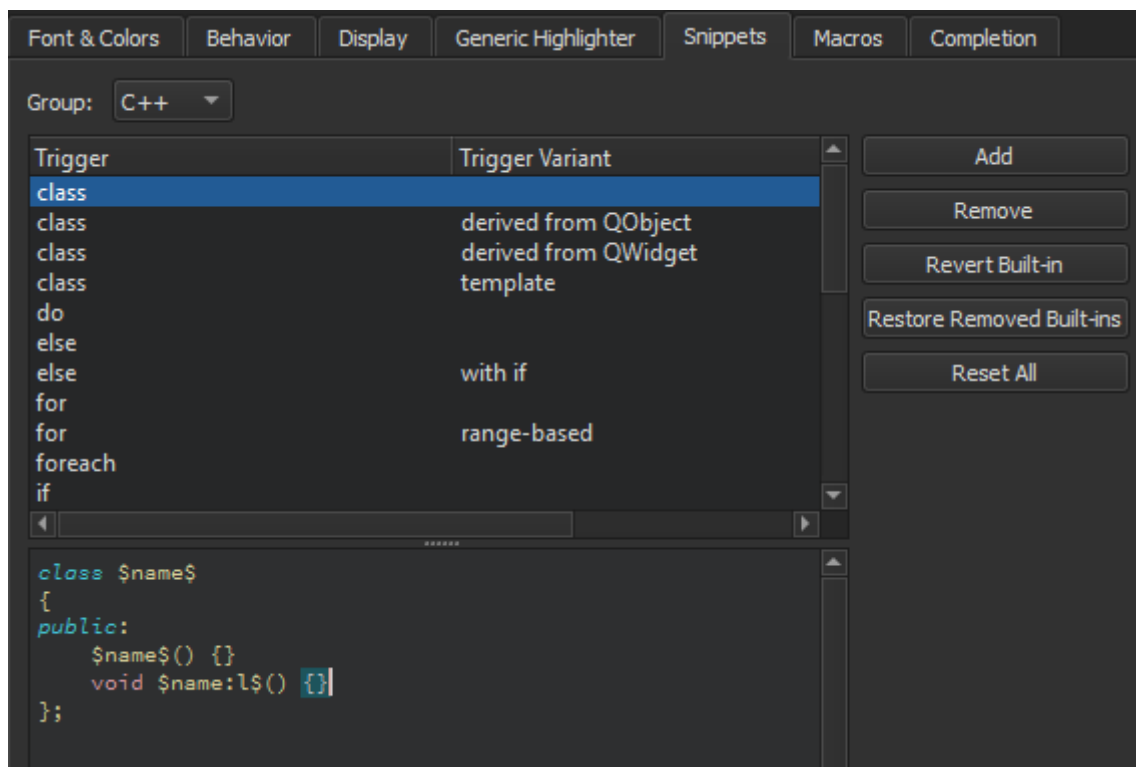 Font & Colors Behavior Display Generic Highlighter Snippets Macros Completion
Group: C++
Trigger Trigger Variant
class
class derived from QObject
class derived from QWidget
class template
do
else
else with if
for
for range-based
foreach
if
Add
Remove
Revert Built-in
Restore Removed Built-ins
Reset All
class $name$
{
public:
    $name$() {}
    void $name:l$() {}
};